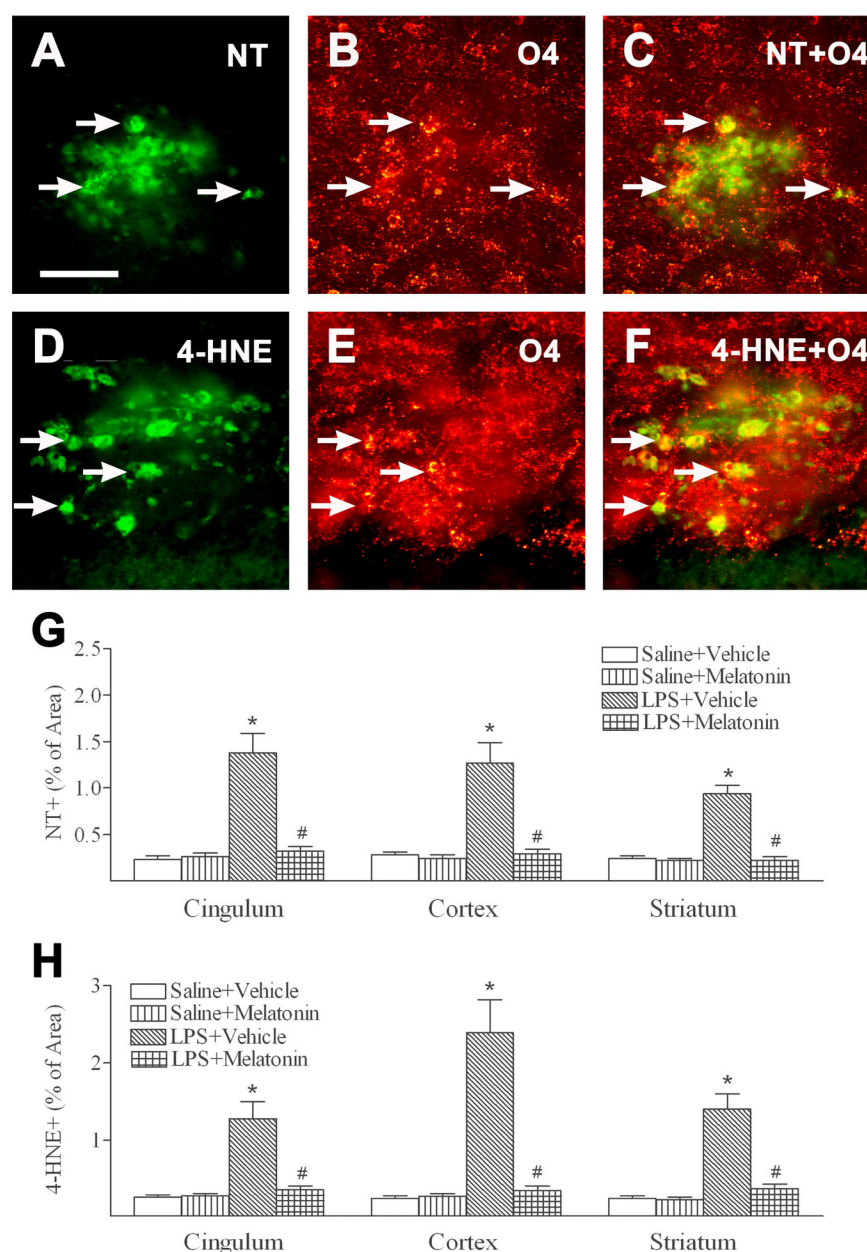 A NT
B O4
C NT+O4
D 4-HNE
E O4
F 4-HNE+O4
G
NT+ (% of Area)
2.5
2.0
1.5
1.0
0.5
Saline+Vehicle
Saline+Melatonin
LPS+Vehicle
LPS+Melatonin
* # * # * #
Cingulum Cortex Striatum
H
4-HNE+ (% of Area)
3
2
1
Saline+Vehicle
Saline+Melatonin
LPS+Vehicle
LPS+Melatonin
* # * # * #
Cingulum Cortex Striatum